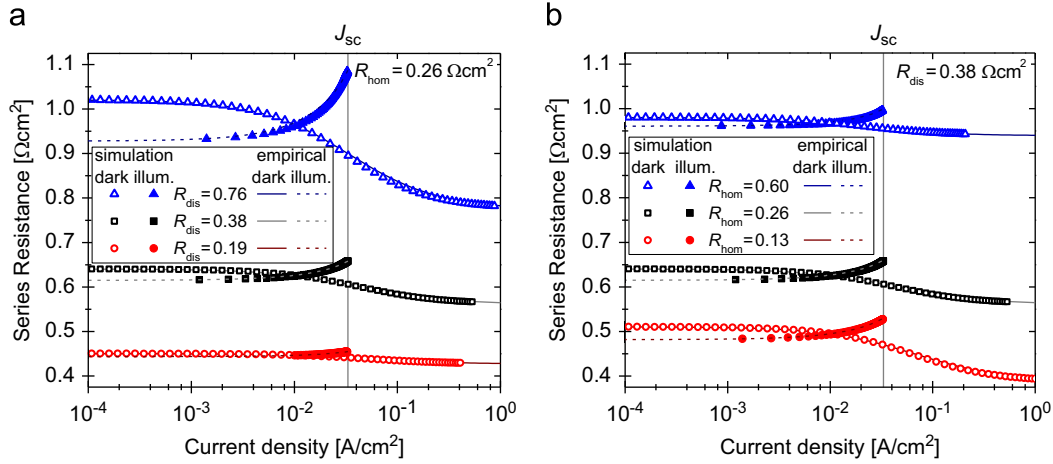 a
J_sc
R_hom = 0.26 Ωcm²
1.1
1.0
0.9
0.8
0.7
0.6
0.5
0.4
Series Resistance [Ωcm²]
simulation empirical
dark illum. dark illum.
R_dis = 0.76
R_dis = 0.38
R_dis = 0.19
10⁻⁴ 10⁻³ 10⁻² 10⁻¹ 10⁰
Current density [A/cm²]
b
J_sc
R_dis = 0.38 Ωcm²
1.1
1.0
0.9
0.8
0.7
0.6
0.5
0.4
Series Resistance [Ωcm²]
simulation empirical
dark illum. dark illum.
R_hom = 0.60
R_hom = 0.26
R_hom = 0.13
10⁻⁴ 10⁻³ 10⁻² 10⁻¹ 10⁰
Current density [A/cm²]